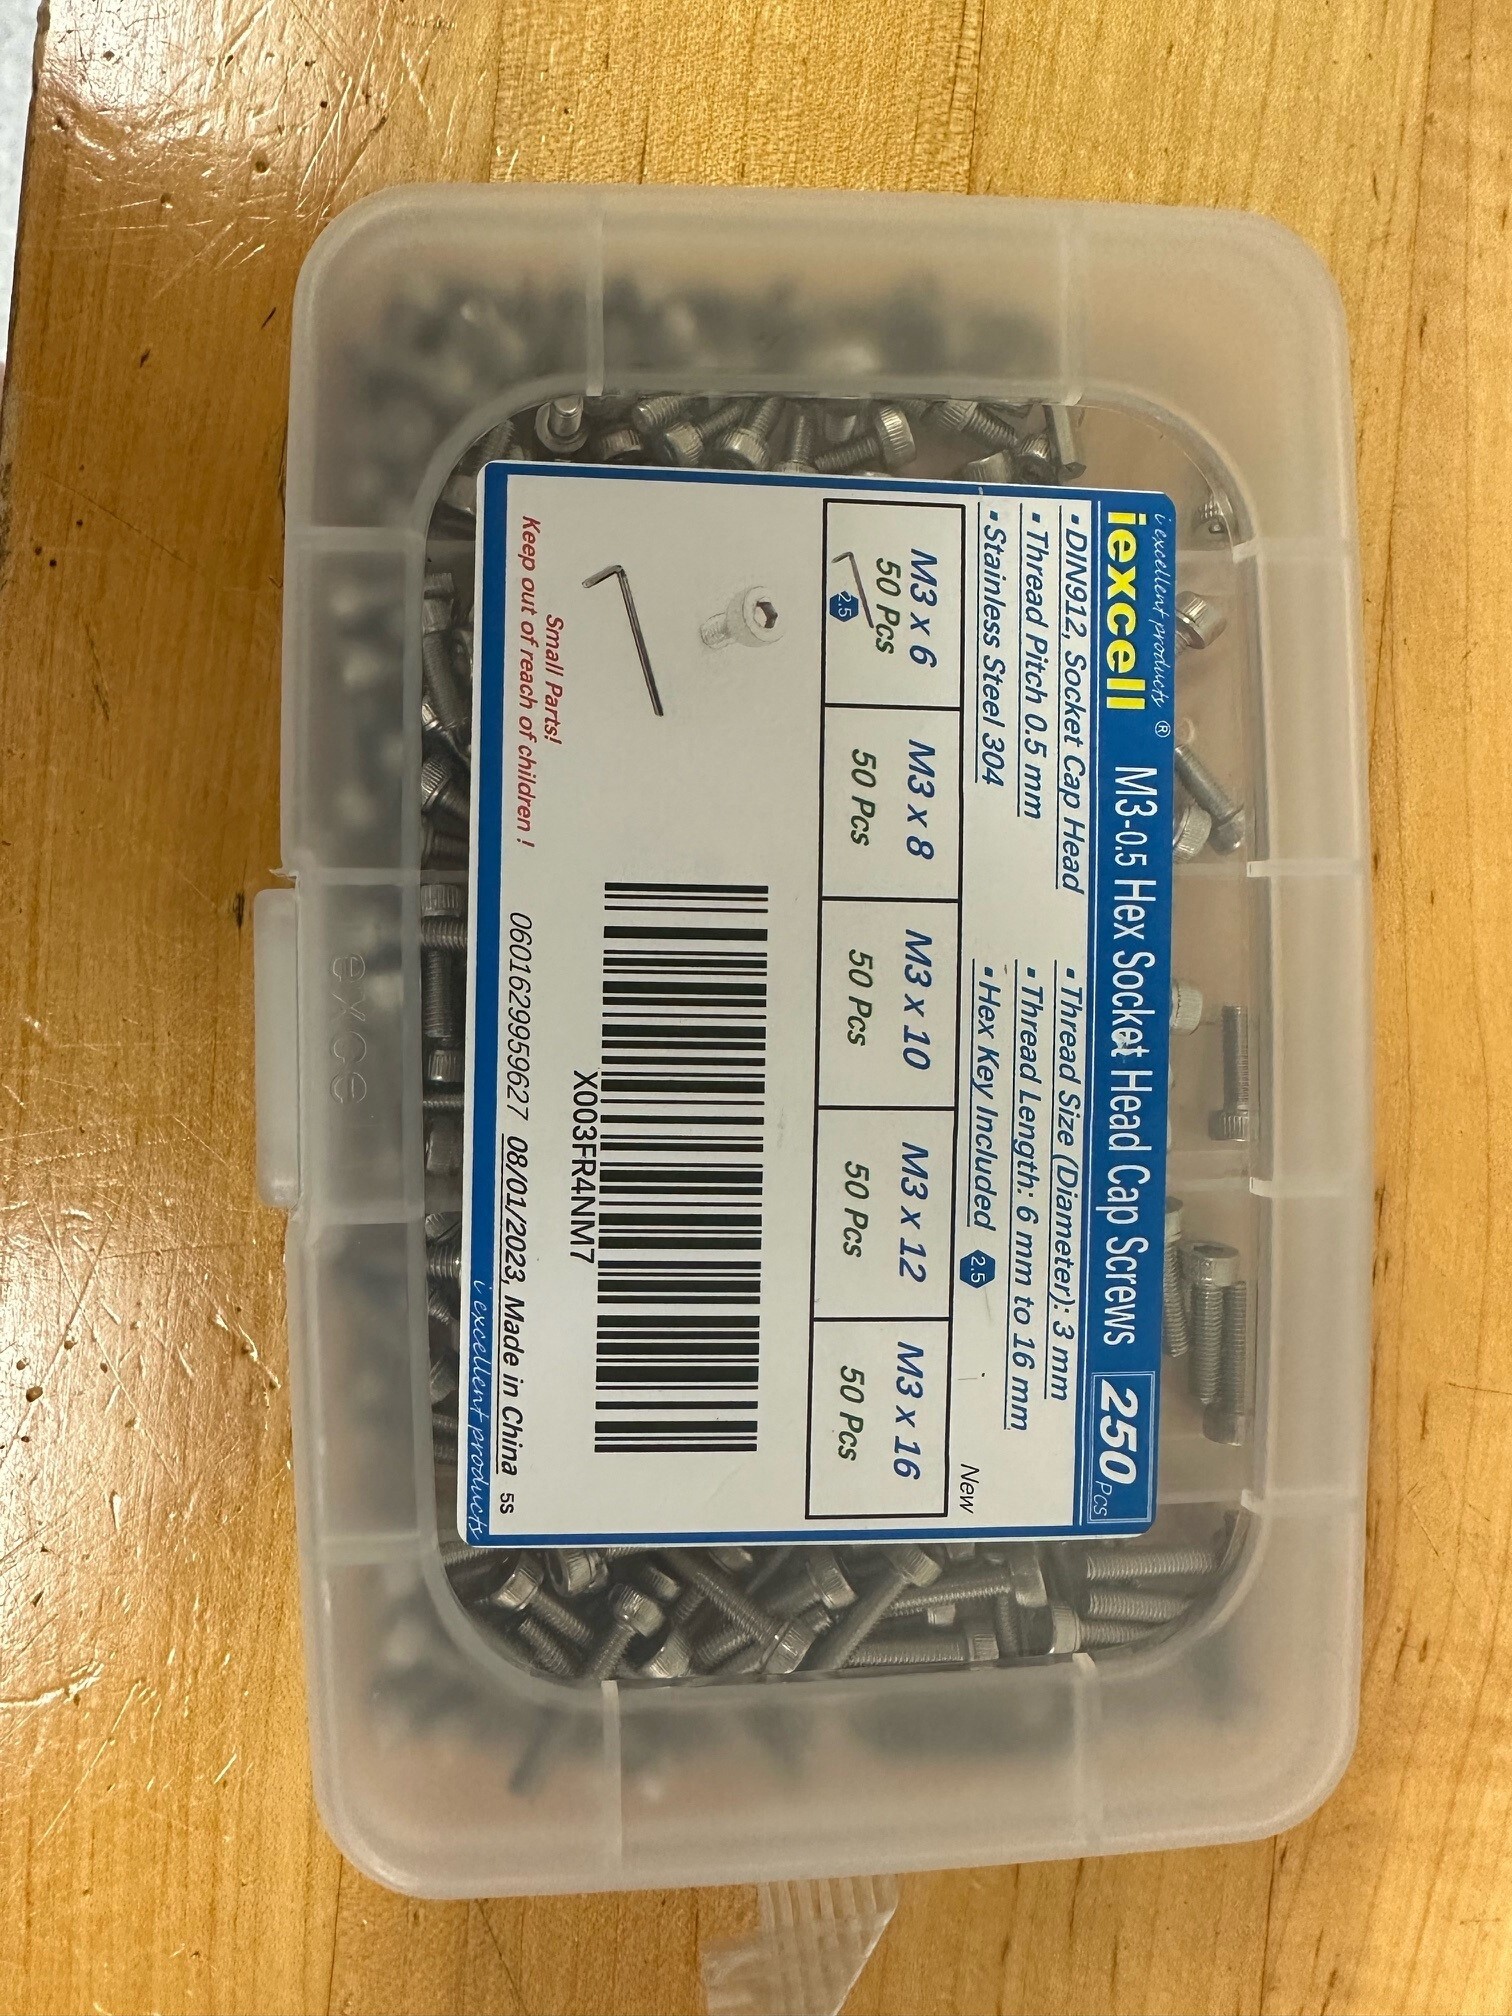 i excellent products
iexcell ® M3-0.5 Hex Socket Head Cap Screws 250 Pcs
• DIN912, Socket Cap Head
• Thread Pitch 0.5 mm
• Stainless Steel 304
• Thread Size (Diameter): 3 mm
• Thread Length: 6 mm to 16 mm
• Hex Key Included 2.5
New
M3 x 6 M3 x 8 M3 x 10 M3 x 12 M3 x 16
50 Pcs 50 Pcs 50 Pcs 50 Pcs 50 Pcs
2.5
X003FR4NM7
Small Parts!
Keep out of reach of children !
0601629959627 08/01/2023, Made in China 5S
i excellent products